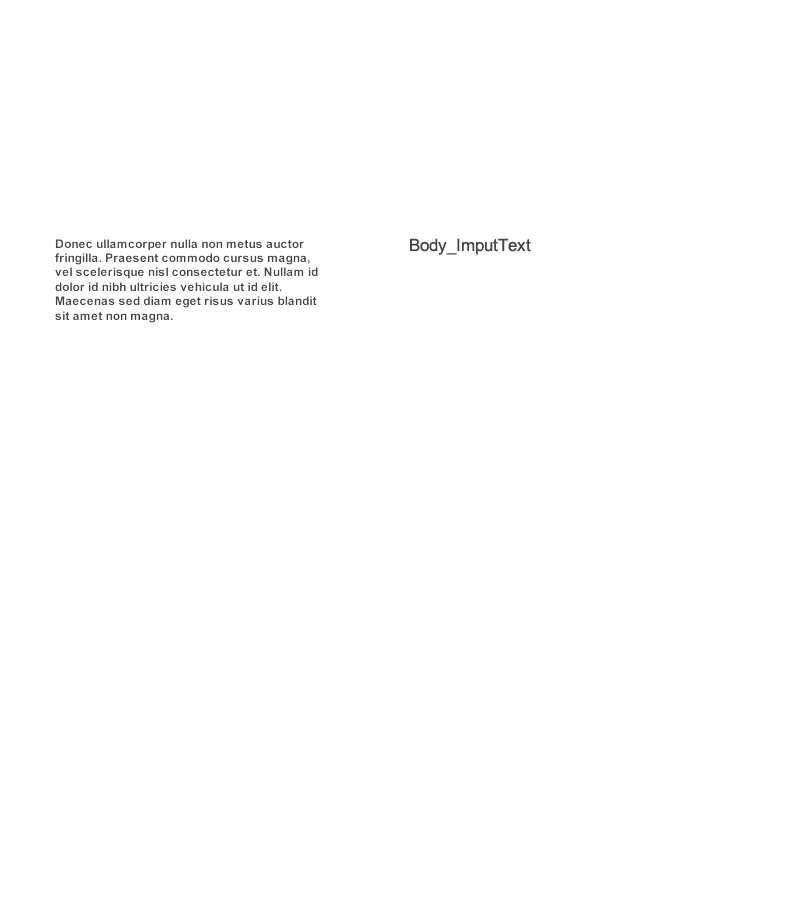 Donec ullamcorper nulla non metus auctor
fringilla. Praesent commodo cursus magna,
vel scelerisque nisl consectetur et. Nullam id
dolor id nibh ultricies vehicula ut id elit.
Maecenas sed diam eget risus varius blandit
sit amet non magna.
Body_ImputText